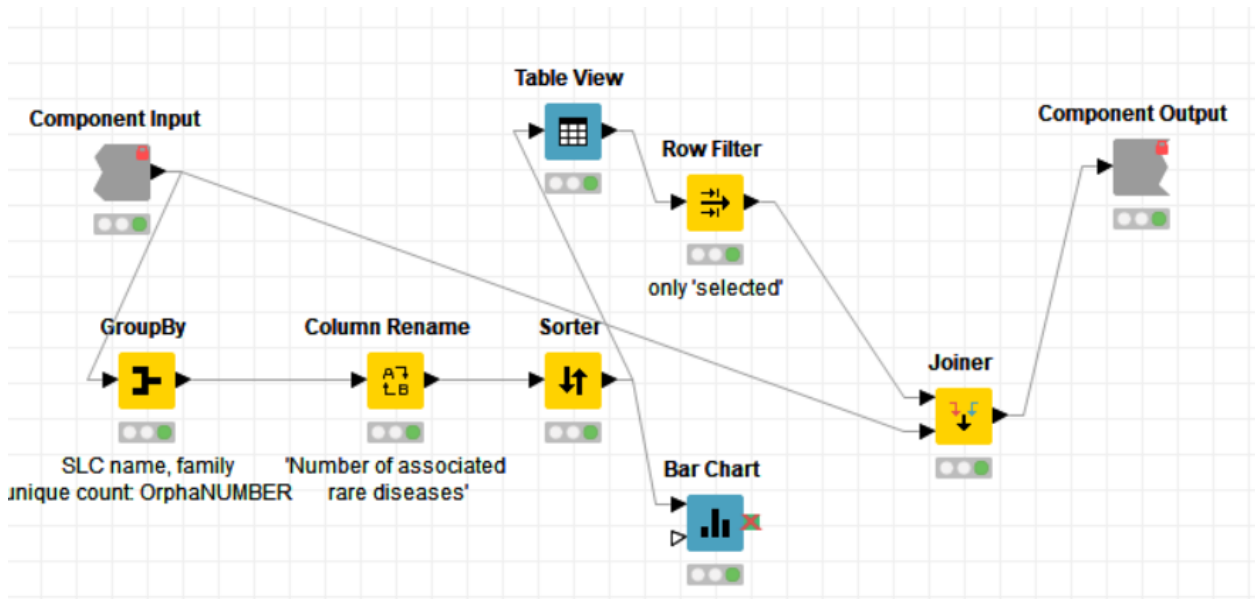 Table View
Component Input
Component Output
Row Filter
only 'selected'
GroupBy
Column Rename
Sorter
Joiner
A
B
SLC name, family
unique count: OrphaNUMBER
'Number of associated
rare diseases'
Bar Chart